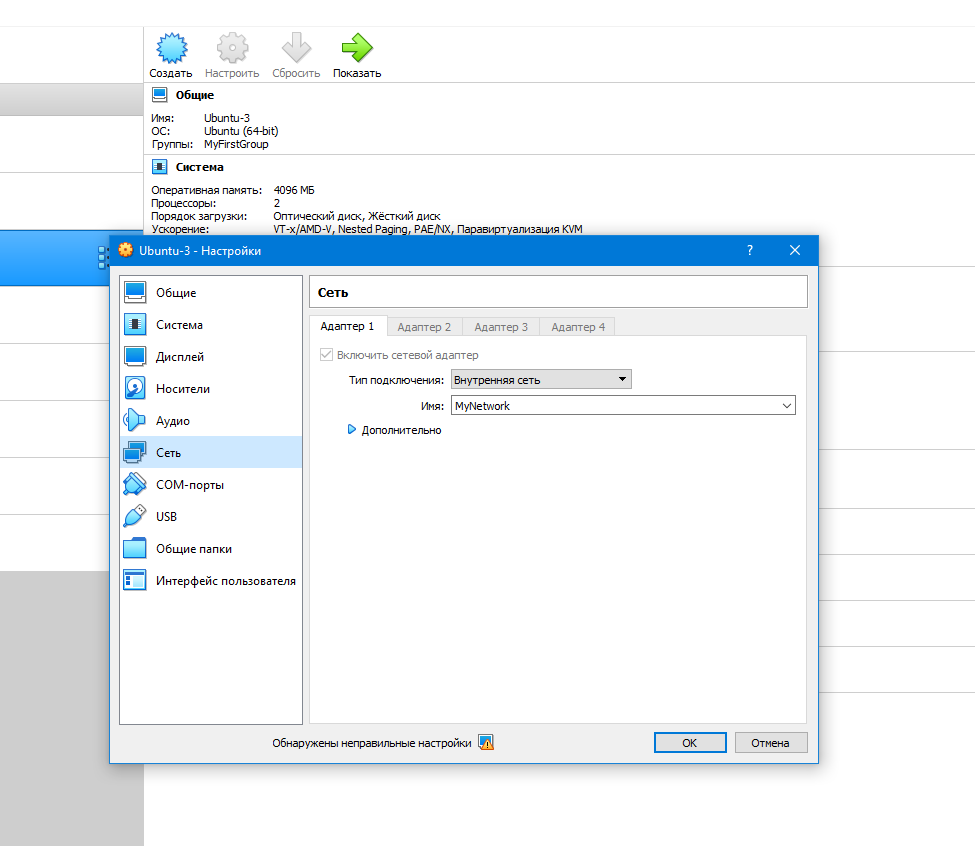 Создать Настроить Сбросить Показать
Общие
Имя: Ubuntu-3
ОС: Ubuntu (64-bit)
Группы: MyFirstGroup
Система
Оперативная память: 4096 МБ
Процессоры: 2
Порядок загрузки: Оптический диск, Жёсткий диск
Ускорение: VT-x/AMD-V, Nested Paging, PAE/NX, Паравиртуализация KVM
Ubuntu-3 - Настройки ?
Общие
Система
Дисплей
Носители
Аудио
Сеть
COM-порты
USB
Общие папки
Интерфейс пользователя
Сеть
Адаптер 1 Адаптер 2 Адаптер 3 Адаптер 4
Включить сетевой адаптер
Тип подключения: Внутренняя сеть
Имя: MyNetwork
Дополнительно
Обнаружены неправильные настройки
OK Отмена